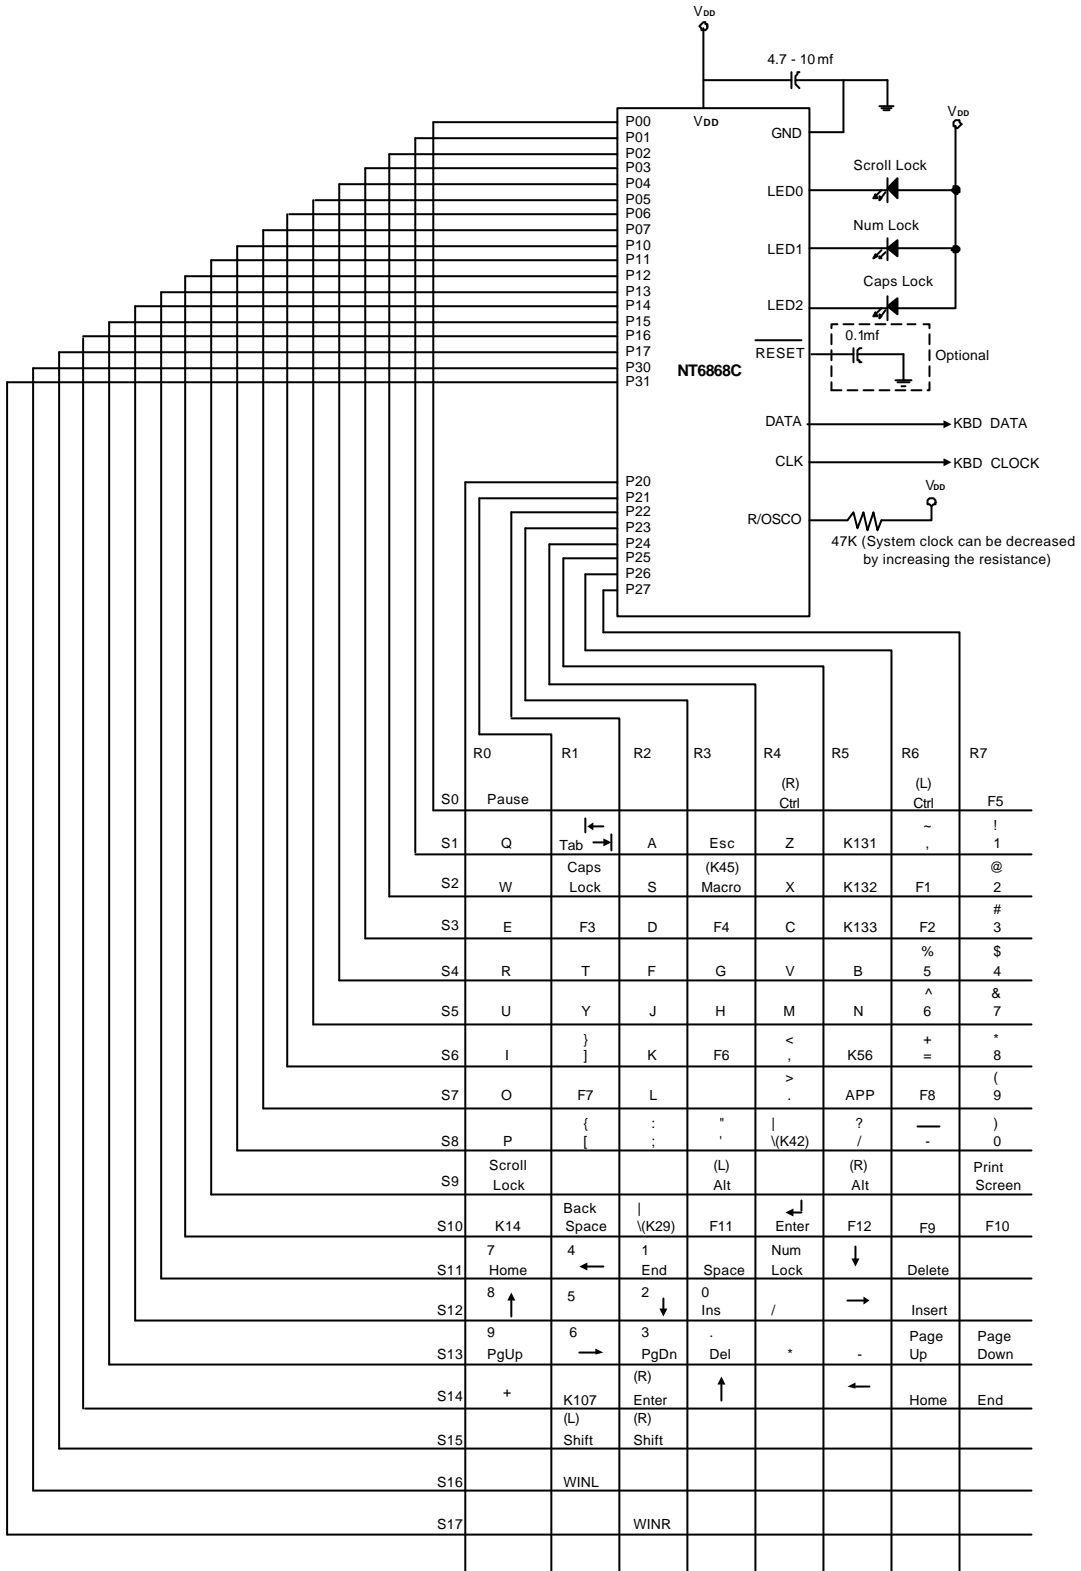 VDD
4.7 - 10 mf
P00 VDD
P01 GND
P02
P03
P04
P05
P06
P07
P10
P11
P12
P13
P14
P15
P16
P17
P30
P31
VDD
Scroll Lock
LED0
Num Lock
LED1
Caps Lock
LED2
0.1mf
RESET Optional
NT6868C
DATA KBD DATA
CLK KBD CLOCK
VDD
R/OSCO
47K (System clock can be decreased
by increasing the resistance)
P20
P21
P22
P23
P24
P25
P26
P27
R0 R1 R2 R3 R4 R5 R6 R7
(R) (L)
S0 Pause Ctrl Ctrl F5
~ !
S1 Q Tab A Esc Z K131 , 1
Caps (K45) @
S2 W Lock S Macro X K132 F1 2
#
S3 E F3 D F4 C K133 F2 3
% $
S4 R T F G V B 5 4
^ &
S5 U Y J H M N 6 7
} < + *
S6 I ] K F6 , K56 = 8
> (
S7 O F7 L . APP F8 9
{ : " | ? — )
S8 P [ ; ' \(K42) / - 0
Scroll (L) (R) Print
S9 Lock Alt Alt Screen
Back |
S10 K14 Space \(K29) F11 Enter F12 F9 F10
7 4 1 Num
S11 Home ← End Space Lock ↓ Delete
8 5 2 0
S12 ↑ ↓ Ins / → Insert
9 6 3 . Page Page
S13 PgUp → PgDn Del * - Up Down
(R)
S14 + K107 Enter ↑ ← Home End
(L) (R)
S15 Shift Shift
S16 WINL
S17 WINR